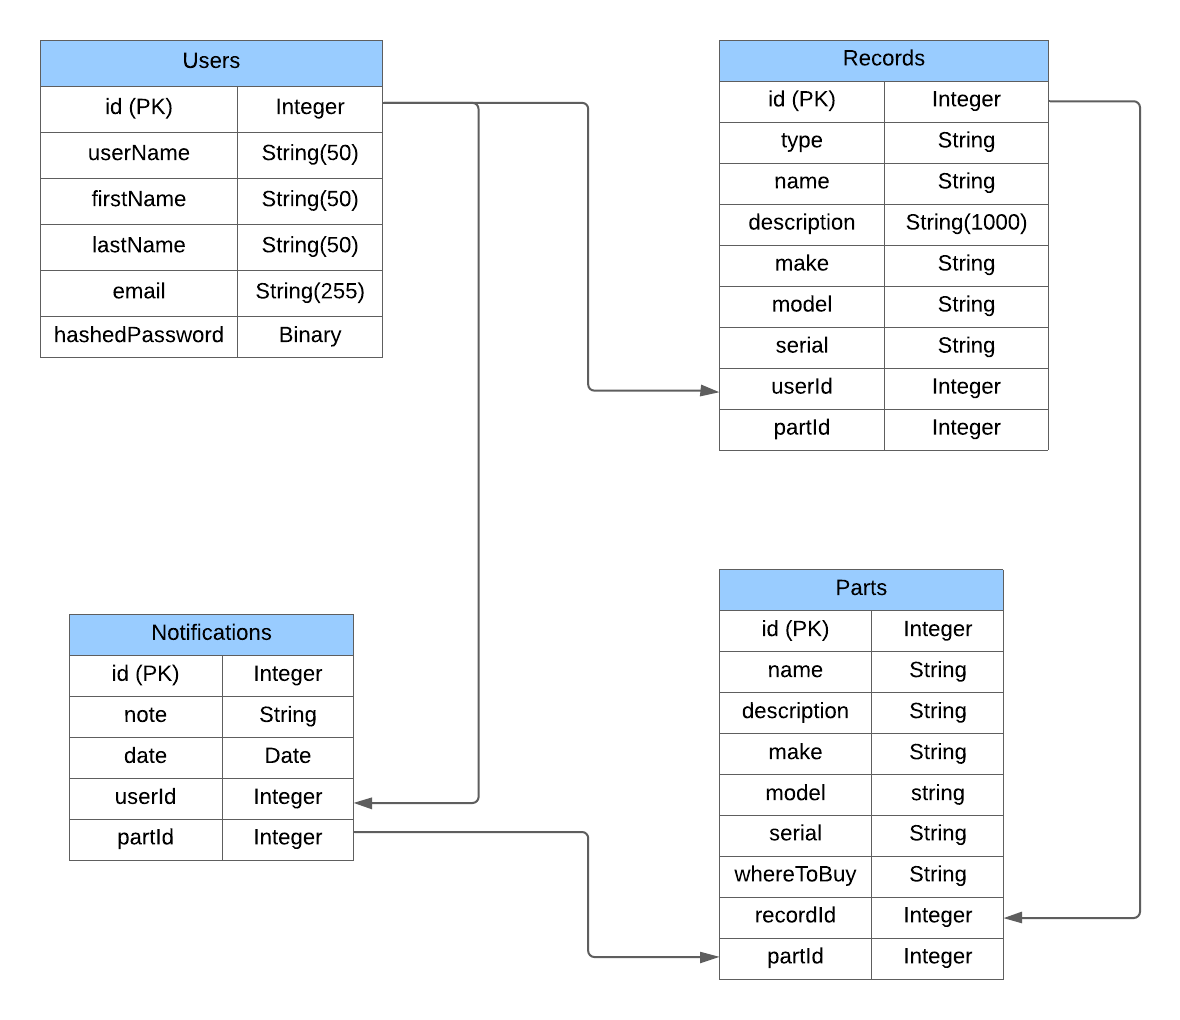 Users
id (PK) Integer
userName String(50)
firstName String(50)
lastName String(50)
email String(255)
hashedPassword Binary
Records
id (PK) Integer
type String
name String
description String(1000)
make String
model String
serial String
userId Integer
partId Integer
Notifications
id (PK) Integer
note String
date Date
userId Integer
partId Integer
Parts
id (PK) Integer
name String
description String
make String
model string
serial String
whereToBuy String
recordId Integer
partId Integer